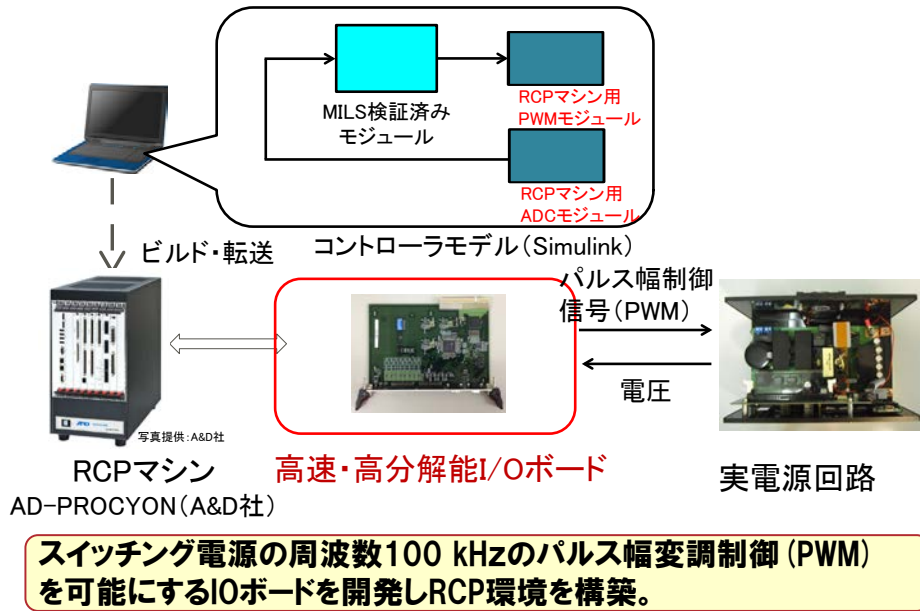 MILS検証済み
モジュール
RCPマシン用
PWMモジュール
RCPマシン用
ADCモジュール
コントローラモデル(Simulink)
ビルド・転送
パルス幅制御
信号(PWM)
電圧
写真提供:A&D社
RCPマシン
AD-PROCYON(A&D社)
高速・高分解能I/Oボード
実電源回路
スイッチング電源の周波数100 kHzのパルス幅変調制御(PWM)
を可能にするIOボードを開発しRCP環境を構築。